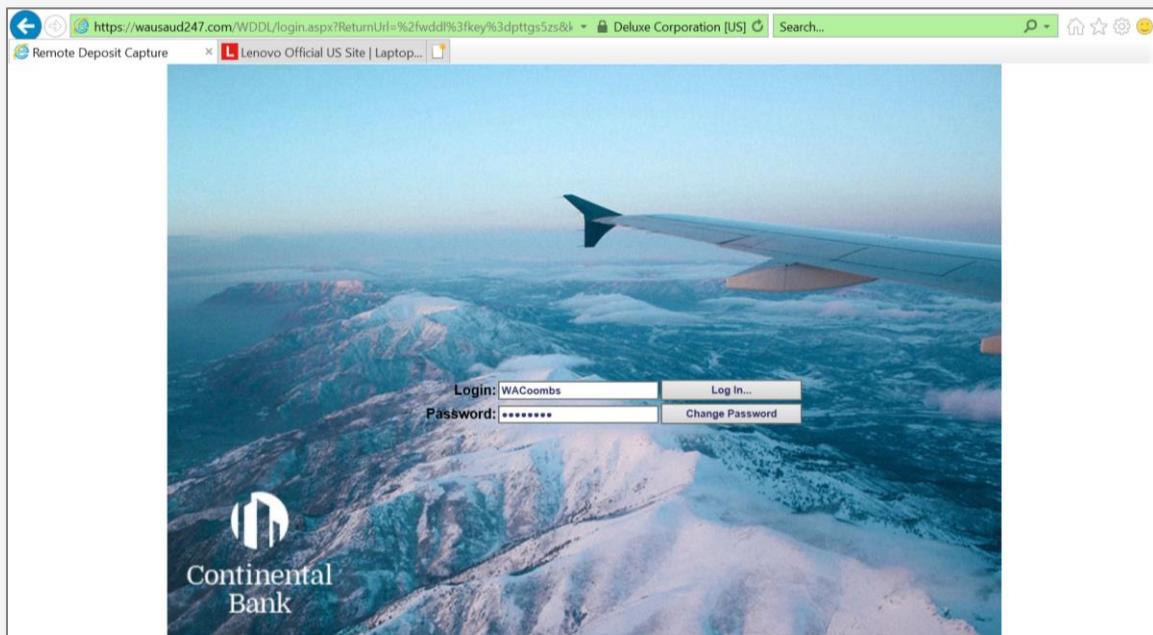 https://wausaud247.com/WDDL/login.aspx?ReturnUrl=%2fwddl%3fkey%3dpttgs5zs&k
Deluxe Corporation [US]
Search...
Remote Deposit Capture
L Lenovo Official US Site | Laptop...
Login: WACoombs Log In...
Password: •••••••• Change Password
Continental
Bank